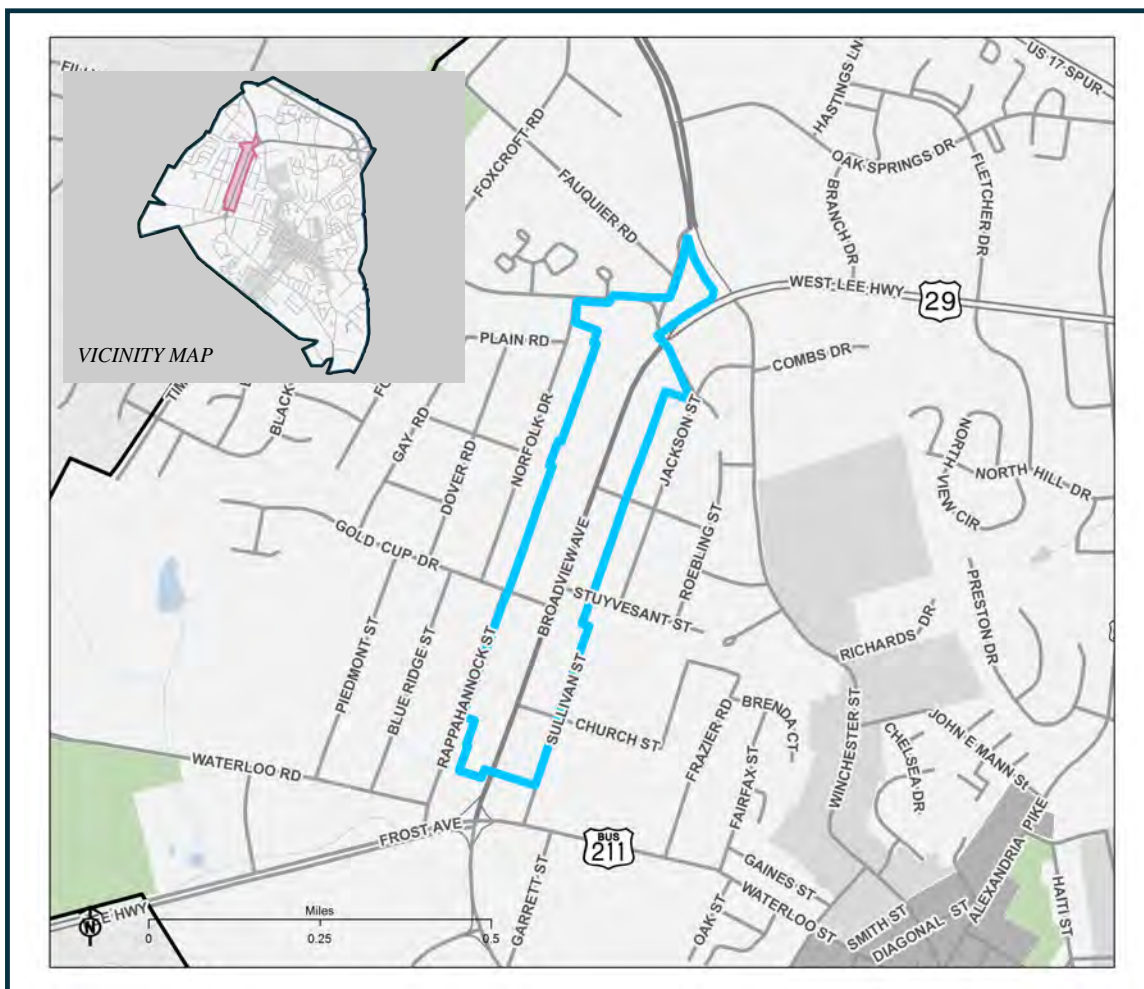 US 17 SPUR
HASTINGS LN
OAK SPRINGS DR
FLETCHER DR
FOXCROFT RD
FAUQUIER RD
BRANCH DR
WEST LEE HWY
29
VICINITY MAP
PLAIN RD
COMBS DR
BLACK
GAY RD
DOVER RD
NORFOLK DR
JACKSON ST
NORTH HILL DR
NORTH
VIEW CIR
ROEBLING ST
GOLD CUP DR
BROADVIEW AVE
STUYVESANT ST
PRESTON DR
RICHARDS DR
PIEDMONT ST
BLUE RIDGE ST
RAPPAHANNOCK ST
SULLIVAN ST
CHURCH ST
FRAZIER RD
BRENDA CT
FAIRFAX ST
WINCHESTER ST
CHELSEA DR
JOHN E MANN St
WATERLOO RD
FROST AVE
BUS
211
ALEXANDRIA PIKE
GAINES ST
WATERLOO ST
SMITH ST
DIAGONAL ST
HAITI ST
GARRETT ST
OAK ST
E HWY
N
Miles
0
0.25
0.5